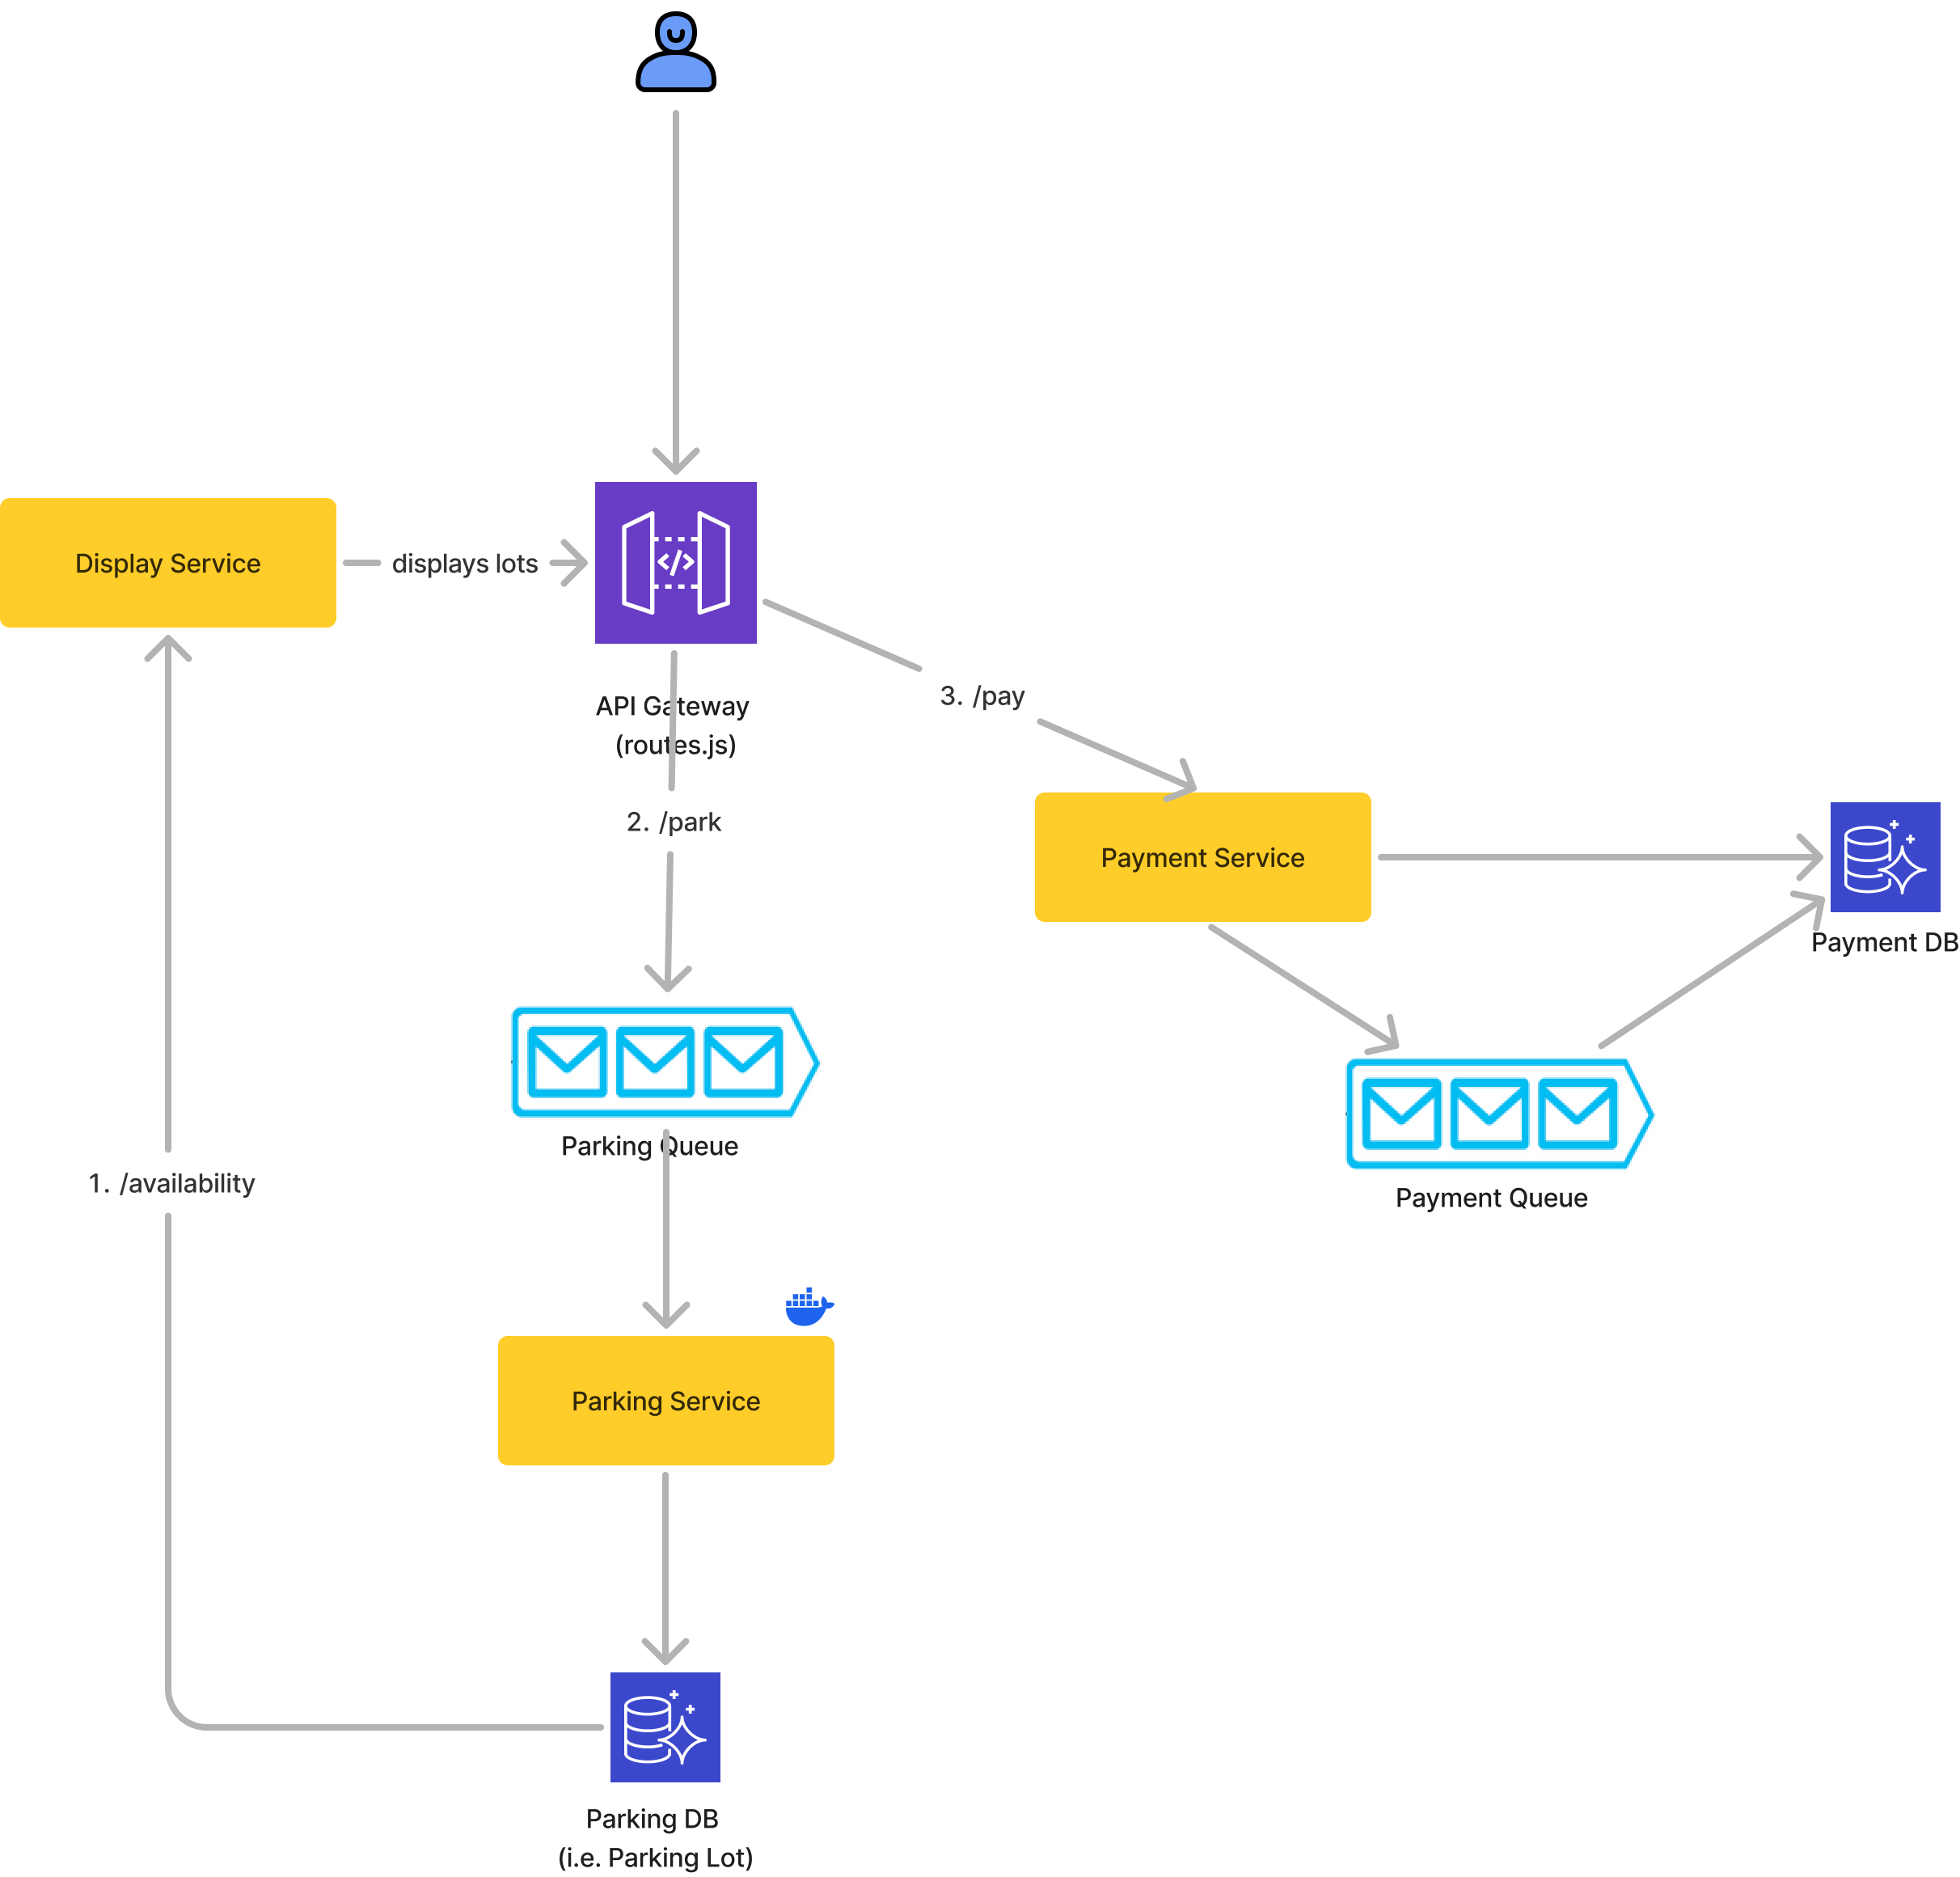 Display Service
displays lots
API Gateway
(routes.js)
3. /pay
2. /park
Payment Service
Payment DB
Parking Queue
1. /availability
Payment Queue
Parking Service
Parking DB
(i.e. Parking Lot)